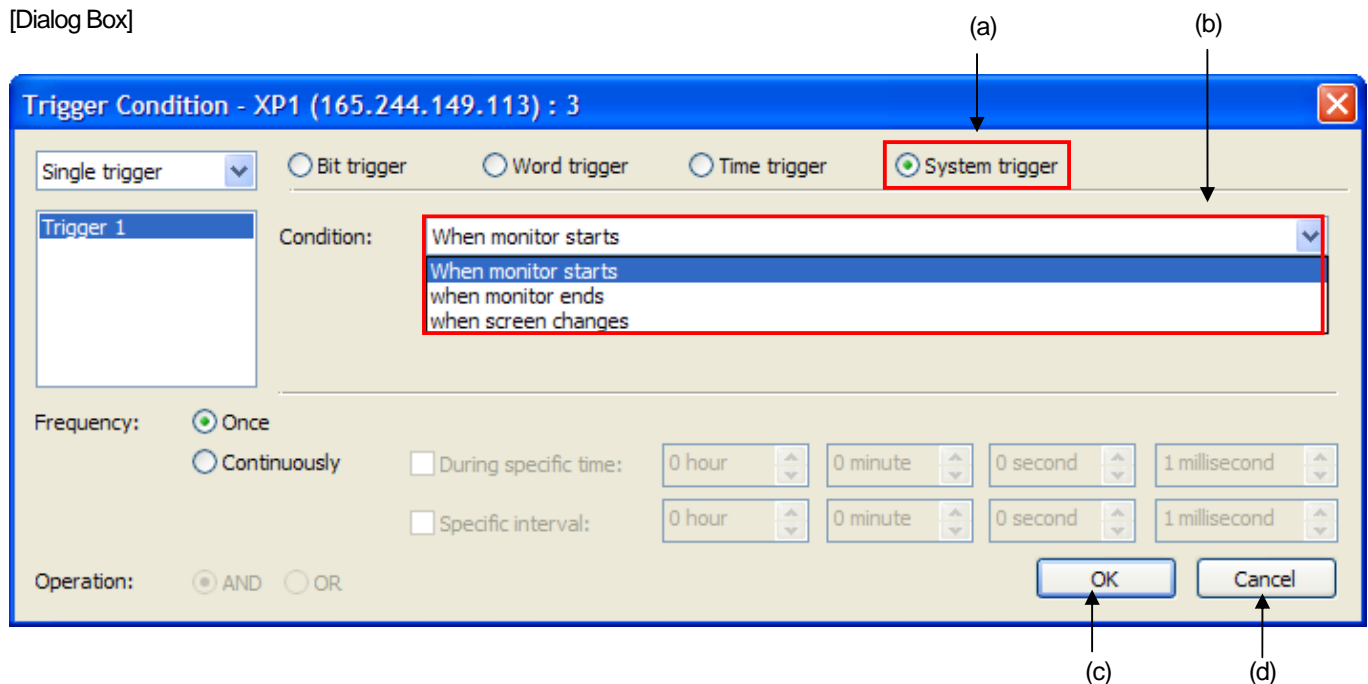 [Dialog Box]
(a) (b)
Trigger Condition - XP1 (165.244.149.113) : 3
Single trigger Bit trigger Word trigger Time trigger System trigger
Trigger 1
Condition: When monitor starts
When monitor starts
when monitor ends
when screen changes
Frequency: Once
Continuously During specific time: 0 hour 0 minute 0 second 1 millisecond
Specific interval: 0 hour 0 minute 0 second 1 millisecond
Operation: AND OR OK Cancel
(c) (d)